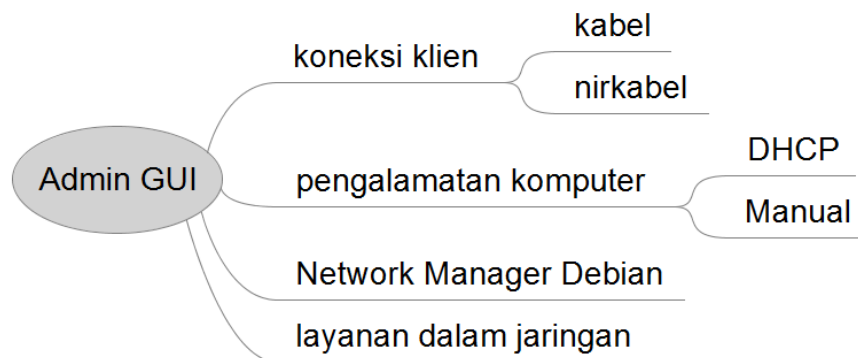 Admin GUI
koneksi klien
kabel
nirkabel
pengalamatan komputer
DHCP
Manual
Network Manager Debian
layanan dalam jaringan